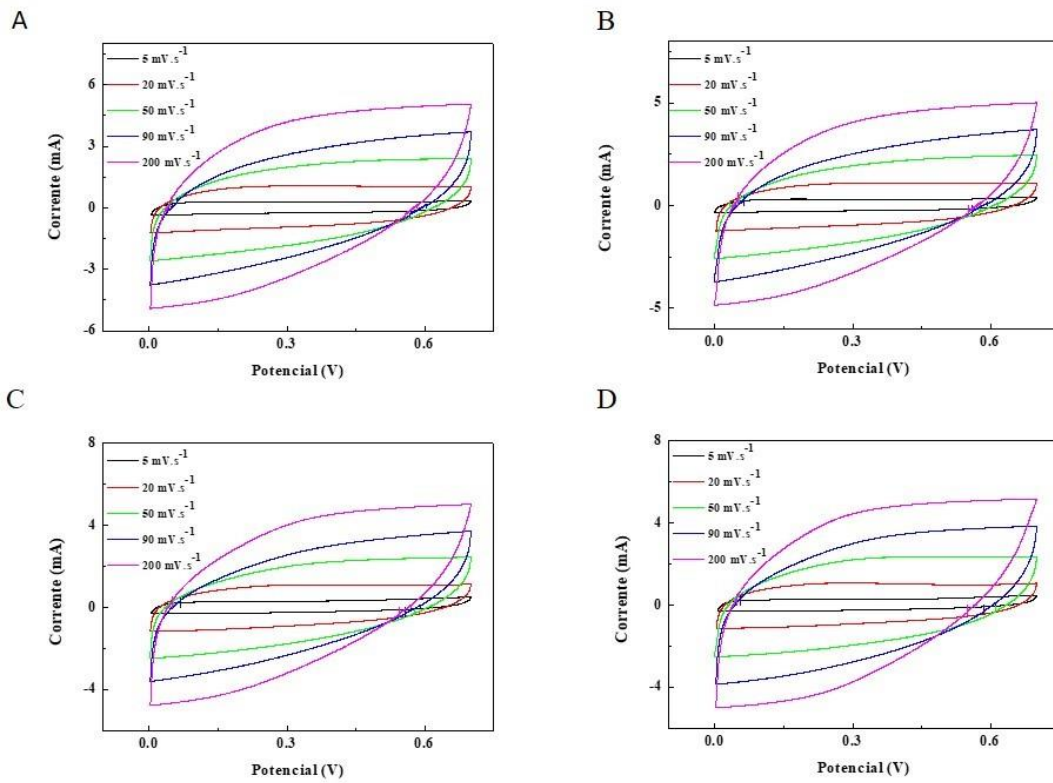 A
5 mV.s⁻¹
20 mV.s⁻¹
50 mV.s⁻¹
90 mV.s⁻¹
200 mV.s⁻¹
Corrente (mA)
6
3
0
-3
-6
0.0 0.3 0.6
Potencial (V)
B
5 mV.s⁻¹
20 mV.s⁻¹
50 mV.s⁻¹
90 mV.s⁻¹
200 mV.s⁻¹
Corrente (mA)
5
0
-5
0.0 0.3 0.6
Potencial (V)
C
5 mV.s⁻¹
20 mV.s⁻¹
50 mV.s⁻¹
90 mV.s⁻¹
200 mV.s⁻¹
Corrente (mA)
8
4
0
-4
0.0 0.3 0.6
Potencial (V)
D
5 mV.s⁻¹
20 mV.s⁻¹
50 mV.s⁻¹
90 mV.s⁻¹
200 mV.s⁻¹
Corrente (mA)
8
4
0
-4
0.0 0.3 0.6
Potencial (V)